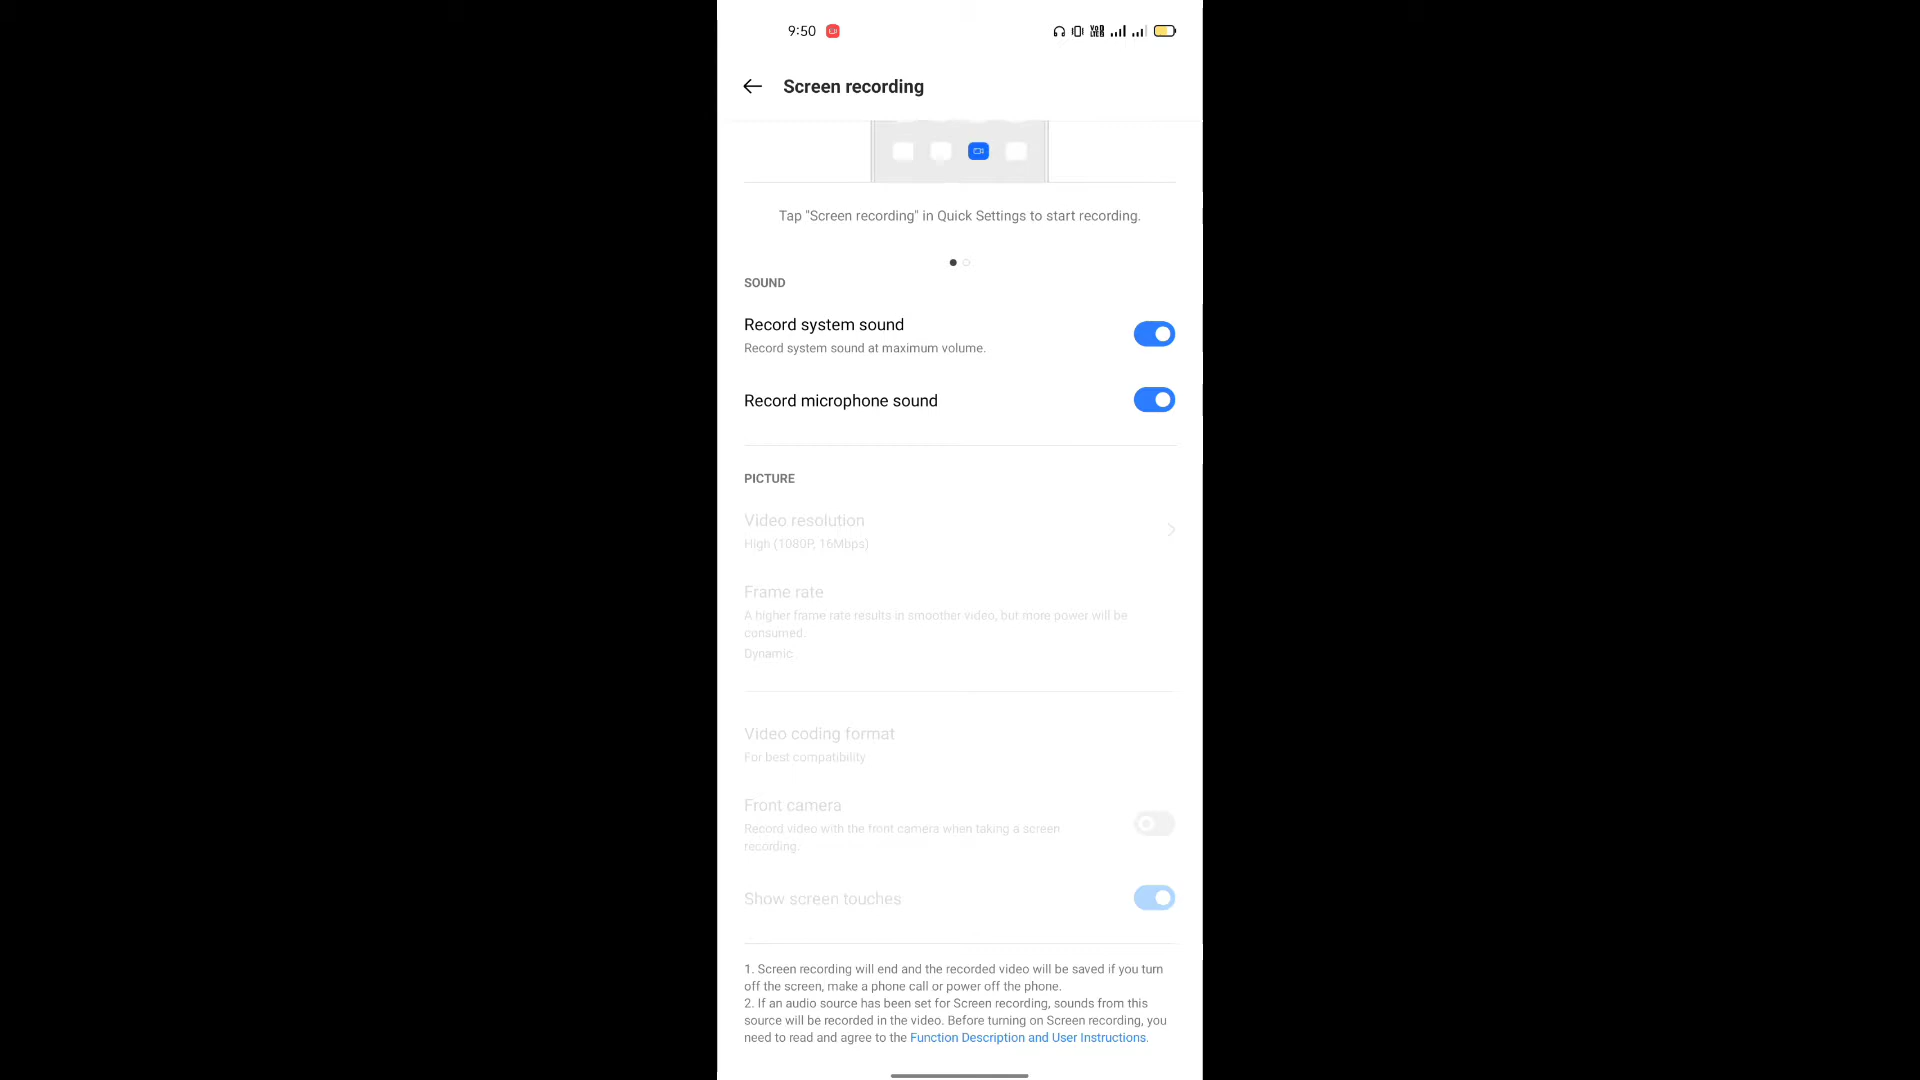 9:50
Screen recording
Tap "Screen recording" in Quick Settings to start recording.
SOUND
Record system sound
Record system sound at maximum volume.
Record microphone sound
PICTURE
Video resolution
High (1080P, 16Mbps)
Frame rate
A higher frame rate results in smoother video, but more power will be
consumed.
Dynamic
Video coding format
For best compatibility
Front camera
Record video with the front camera when taking a screen
recording.
Show screen touches
1. Screen recording will end and the recorded video will be saved if you turn
off the screen, make a phone call or power off the phone.
2. If an audio source has been set for Screen recording, sounds from this
source will be recorded in the video. Before turning on Screen recording, you
need to read and agree to the Function Description and User Instructions.